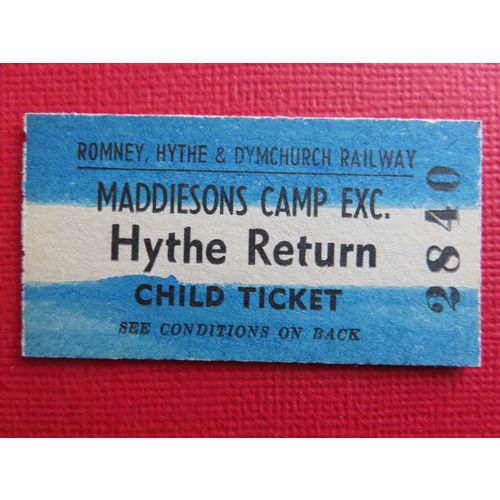 ROMNEY, HYTHE & DYMCHURCH RAILWAY
MADDIESONS CAMP EXC.
Hythe Return
CHILD TICKET
SEE CONDITIONS ON BACK
2840